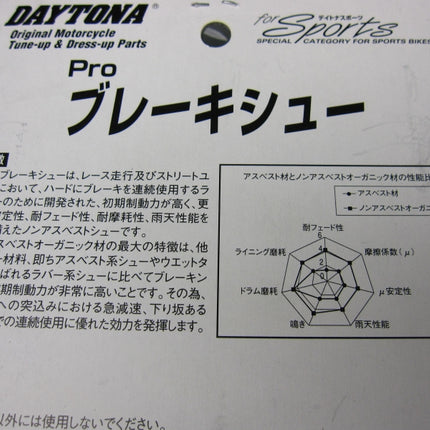 DAYTONA®
Original Motorcycle
Tune-up & Dress-up Parts
for Sports
デイトナスポーツ
SPECIAL CATEGORY FOR SPORTS BIKES
Pro
ブレーキシュー
ブレーキシューは、レース走行及びストリートユ
において、ハードにブレーキを連続使用するラ
のために開発された、初期制動力が高く、更
定性、耐フェード性、耐摩耗性、雨天性能を
備えたノンアスベストシューです。
スベストオーガニック材の最大の特徴は、他
材料、即ちアスベスト系シューやウエットタ
ばれるラバー系シューに比べてブレーキン
期制動力が非常に高いことです。その為、
への突込みにおける急減速、下り坂ある
での連続使用に優れた効力を発揮します。
アスベスト材とノンアスベストオーガニック材の性能比
アスベスト材
ノンアスベストオーガニ
耐フェード性
6
4
2
0
ライニング磨耗
摩擦係数(μ)
ドラム磨耗
μ安定性
鳴き
雨天性能
以外には使用しないでください。